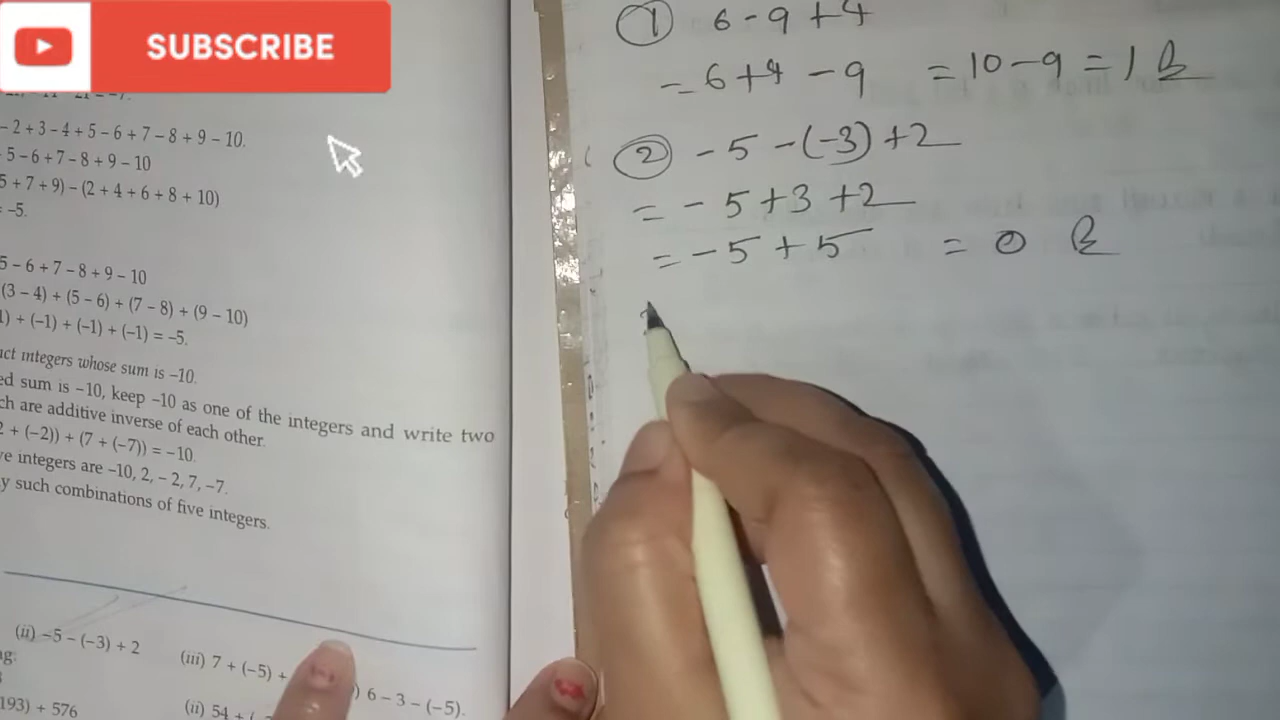 SUBSCRIBE
– 2 + 3 – 4 + 5 – 6 + 7 – 8 + 9 – 10.
5 – 6 + 7 – 8 + 9 – 10
5 + 7 + 9) – (2 + 4 + 6 + 8 + 10)
= –5.
5 – 6 + 7 – 8 + 9 – 10
(3 – 4) + (5 – 6) + (7 – 8) + (9 – 10)
1) + (–1) + (–1) + (–1) = –5.
integers whose sum is –10.
sum is –10, keep –10 as one of the integers and write two
are additive inverse of each other.
2 + (–2)) + (7 + (–7)) = –10.
integers are –10, 2, – 2, 7, –7.
such combinations of five integers.
(ii) –5 – (–3) + 2 (iii) 7 + (–5) + ) 6 – 3 – (–5).
193) + 576 (ii) 54 +
① 6 - 9 + 4
= 6 + 4 - 9 = 10 - 9 = 1
② - 5 - (-3) + 2
= - 5 + 3 + 2
= - 5 + 5 = 0